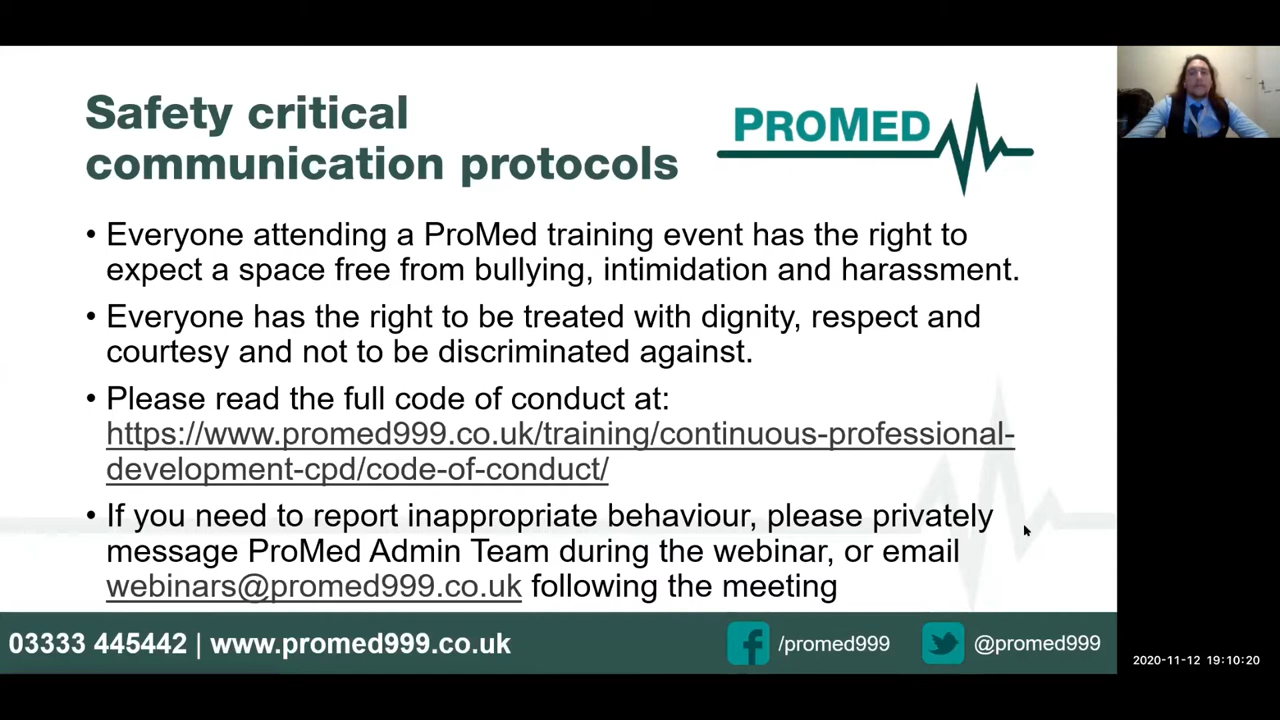 Safety critical
communication protocols
PROMED
• Everyone attending a ProMed training event has the right to
expect a space free from bullying, intimidation and harassment.
• Everyone has the right to be treated with dignity, respect and
courtesy and not to be discriminated against.
• Please read the full code of conduct at:
https://www.promed999.co.uk/training/continuous-professional-
development-cpd/code-of-conduct/
• If you need to report inappropriate behaviour, please privately
message ProMed Admin Team during the webinar, or email
webinars@promed999.co.uk following the meeting
03333 445442 | www.promed999.co.uk
/promed999
@promed999
2020-11-12 19:10:20